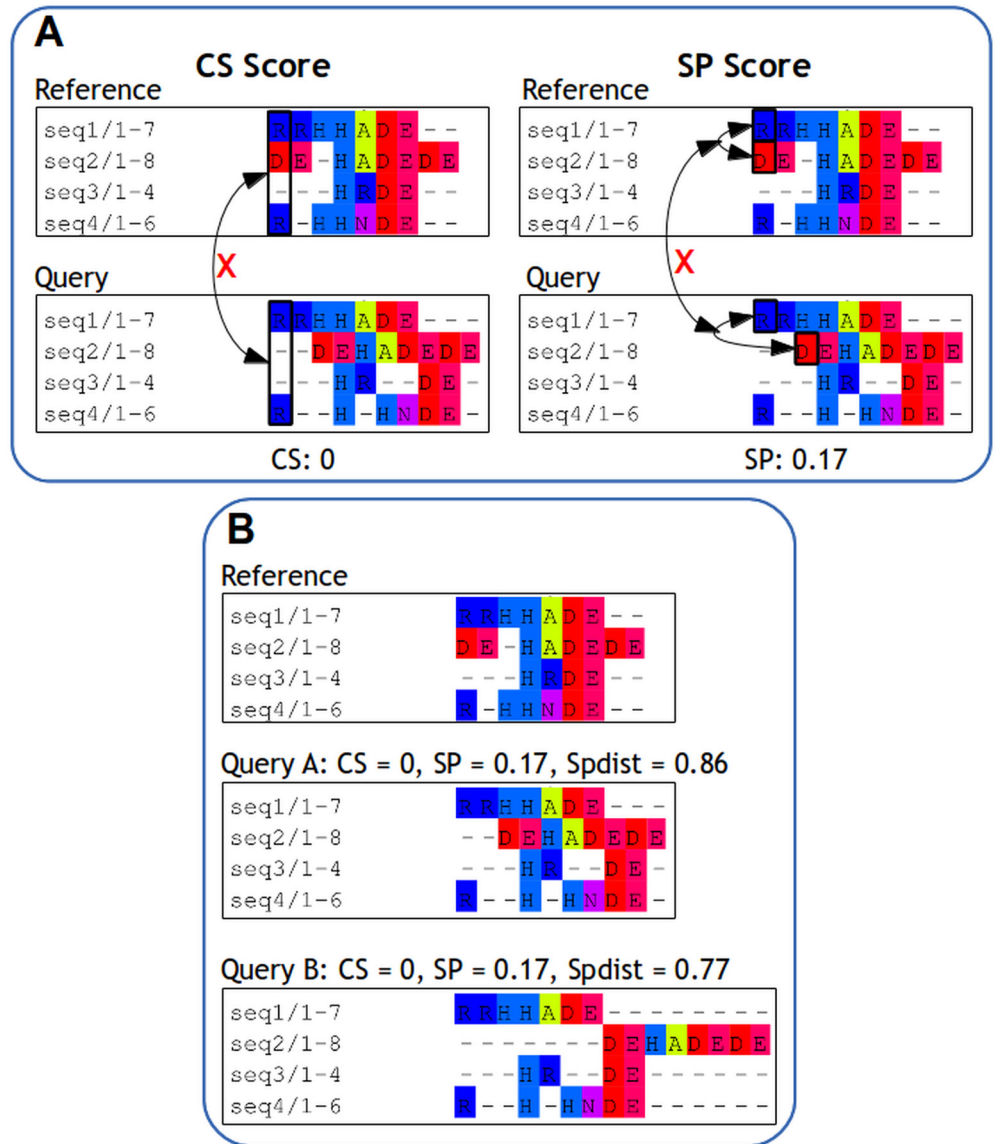 A
CS Score
Reference
seq1/1-7 RRHHADE--
seq2/1-8 DE-HADEDE
seq3/1-4 ---HRDE--
seq4/1-6 R-HHNDE--
X
Query
seq1/1-7 RRHHADE---
seq2/1-8 --DEHADEDE
seq3/1-4 ---HR--DE-
seq4/1-6 R--H-HNDE-
CS: 0
SP Score
Reference
seq1/1-7 RRHHADE--
seq2/1-8 DE-HADEDE
seq3/1-4 ---HRDE--
seq4/1-6 R-HHNDE--
X
Query
seq1/1-7 RRHHADE---
seq2/1-8 --DEHADEDE
seq3/1-4 ---HR--DE-
seq4/1-6 R--H-HNDE-
SP: 0.17
B
Reference
seq1/1-7 RRHHADE--
seq2/1-8 DE-HADEDE
seq3/1-4 ---HRDE--
seq4/1-6 R-HHNDE--
Query A: CS = 0, SP = 0.17, Spdist = 0.86
seq1/1-7 RRHHADE---
seq2/1-8 --DEHADEDE
seq3/1-4 ---HR--DE-
seq4/1-6 R--H-HNDE-
Query B: CS = 0, SP = 0.17, Spdist = 0.77
seq1/1-7 RRHHADE--------
seq2/1-8 -------DEHADEDE
seq3/1-4 ---HR--DE------
seq4/1-6 R--H-HNDE------